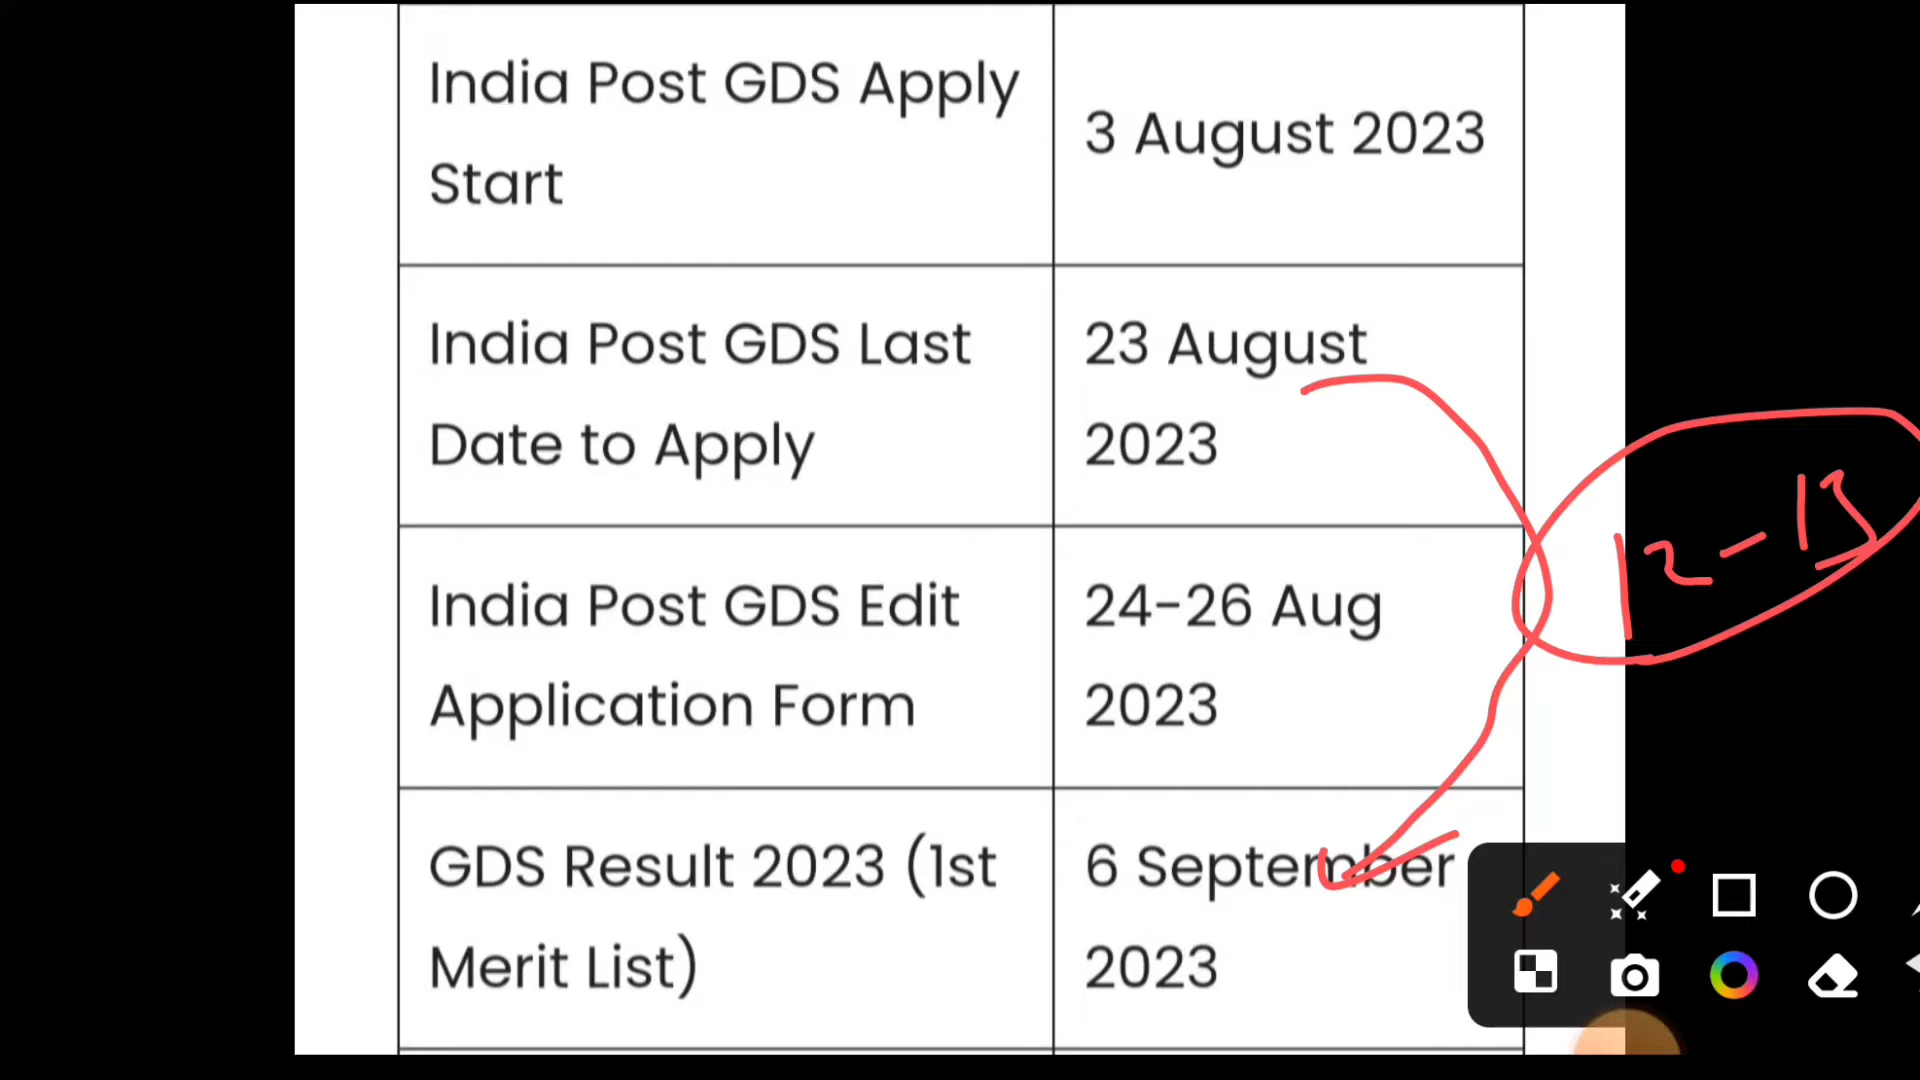 India Post GDS Apply
Start
3 August 2023
India Post GDS Last
Date to Apply
23 August
2023
India Post GDS Edit
Application Form
24-26 Aug
2023
12-13
GDS Result 2023 (1st
Merit List)
6 September
2023